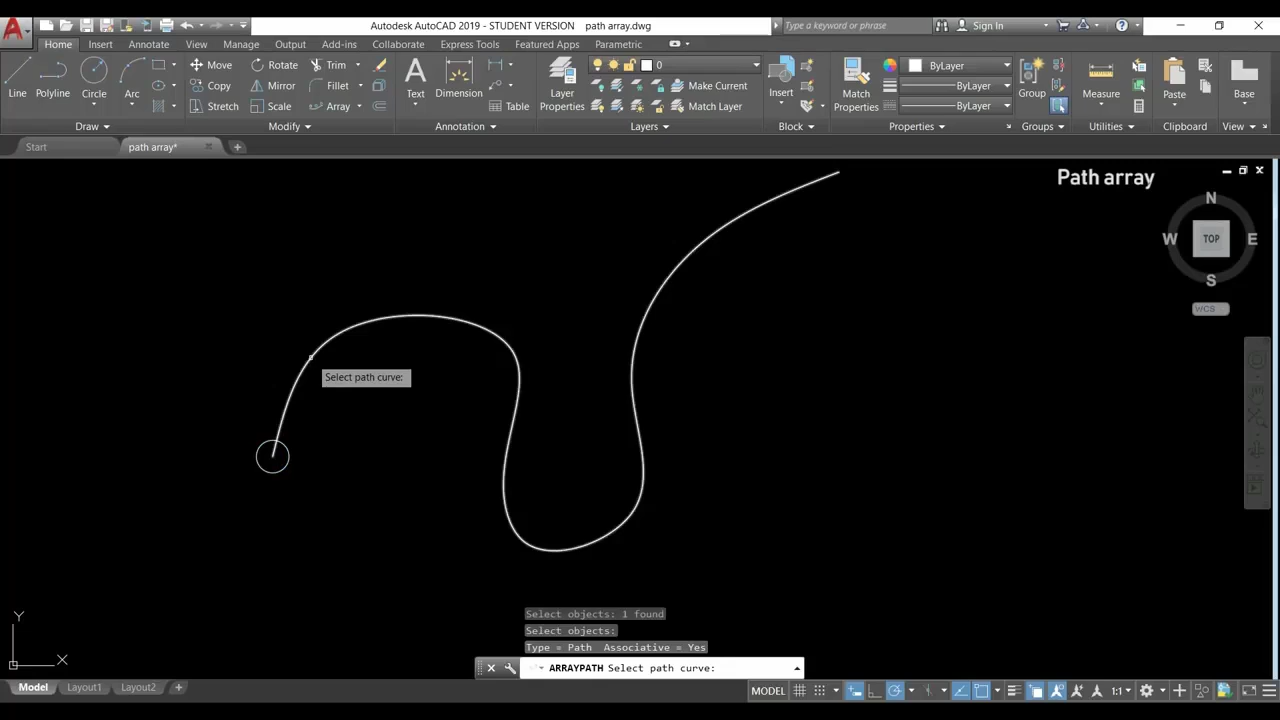 Autodesk AutoCAD 2019 - STUDENT VERSION path array.dwg
Type a keyword or phrase
Sign In
Home Insert Annotate View Manage Output Add-ins Collaborate Express Tools Featured Apps Parametric
Line
Polyline
Circle
Arc
Draw
Move
Rotate
Trim
Copy
Mirror
Fillet
Stretch
Scale
Array
Modify
Text
Dimension
Table
Annotation
Layer
Properties
0
Make Current
Match Layer
Layers
Insert
Block
Match
Properties
ByLayer
ByLayer
ByLayer
Properties
Group
Groups
Measure
Utilities
Paste
Clipboard
Base
View
Start
path array*
Path array
N
W
TOP
E
S
WCS
Select path curve:
Y
X
Select objects: 1 found
Select objects:
Type = Path Associative = Yes
ARRAYPATH Select path curve:
Model Layout1 Layout2
MODEL
1:1